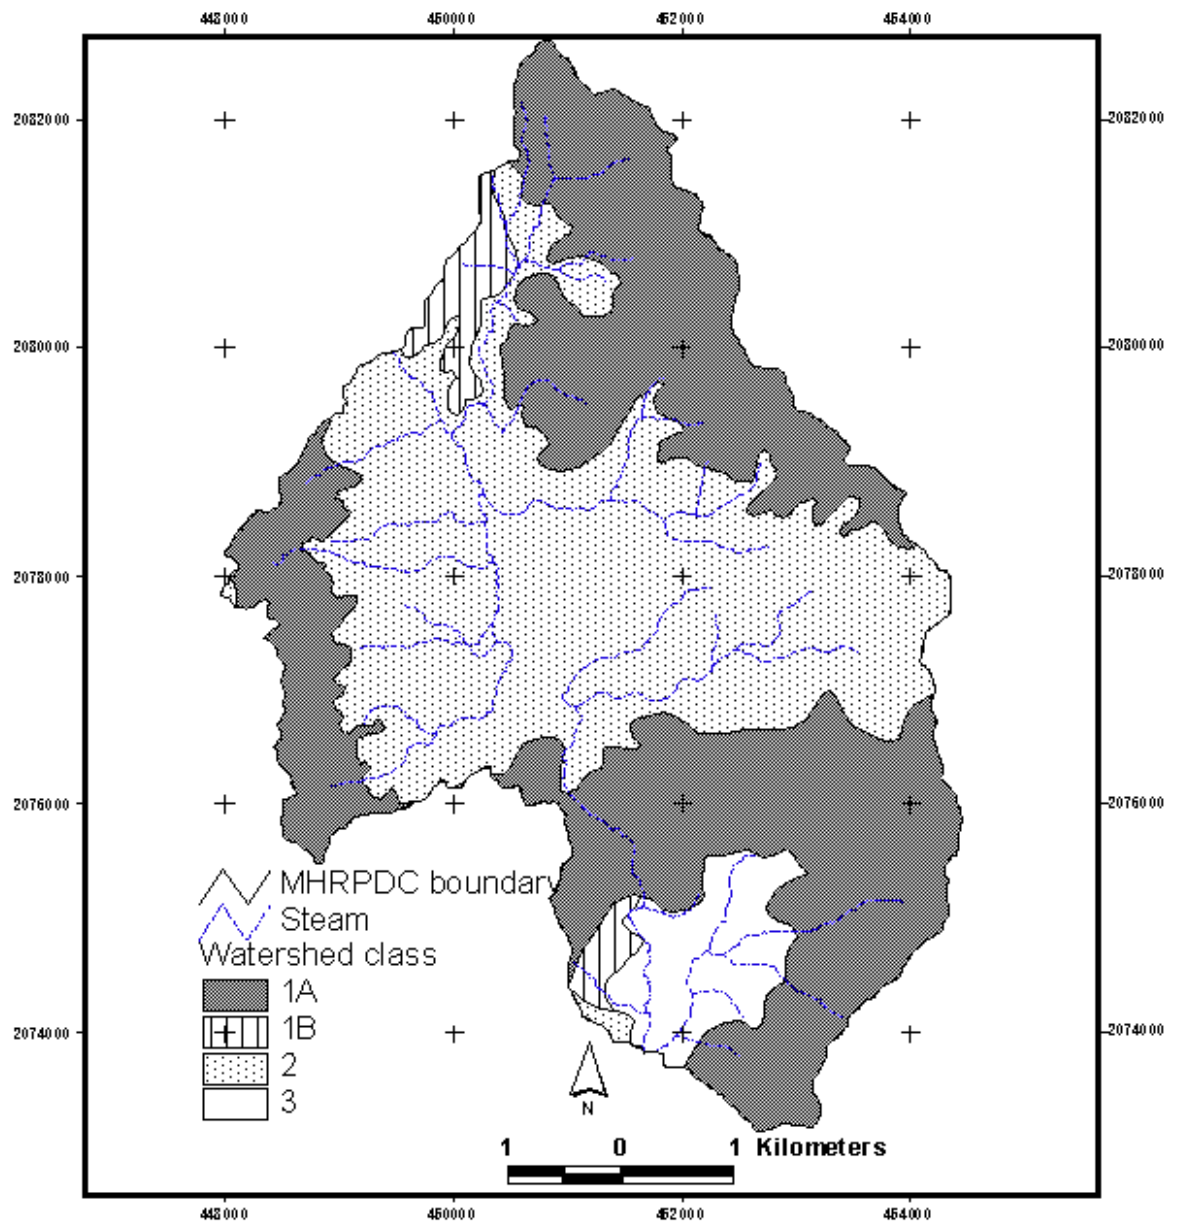 448000 450000 452000 454000
2082000 2082000
2080000 2080000
2078000 2078000
2076000 2076000
MHRPDC boundary
Steam
Watershed class
1A
1B
2
3
2074000 2074000
N
1 0 1 Kilometers
448000 450000 452000 454000